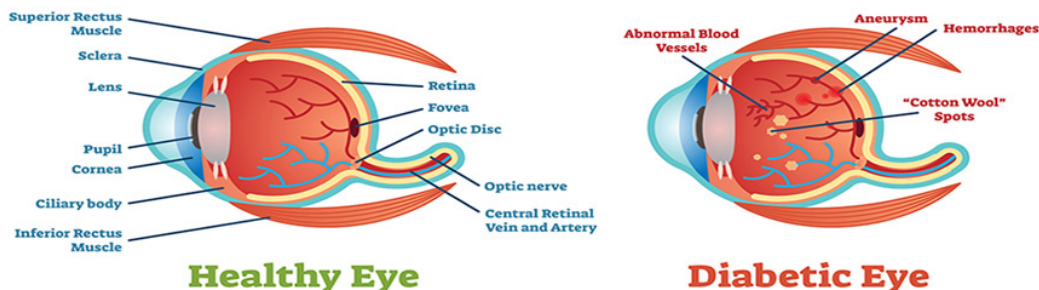 Superior Rectus
Muscle
Sclera
Lens
Pupil
Cornea
Ciliary body
Inferior Rectus
Muscle
Retina
Fovea
Optic Disc
Optic nerve
Central Retinal
Vein and Artery
Healthy Eye
Abnormal Blood
Vessels
Aneurysm
Hemorrhages
“Cotton Wool”
Spots
Diabetic Eye